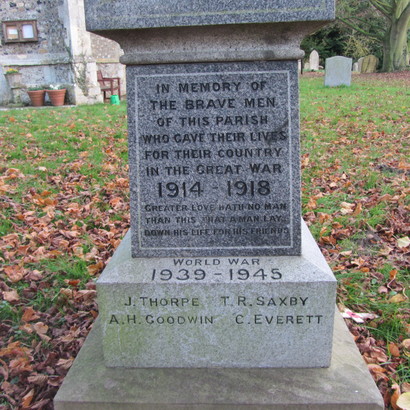 IN MEMORY OF
THE BRAVE MEN
OF THIS PARISH
WHO GAVE THEIR LIVES
FOR THEIR COUNTRY
IN THE GREAT WAR
1914 - 1918
GREATER LOVE HATH NO MAN
THAN THIS THAT A MAN LAY
DOWN HIS LIFE FOR HIS FRIENDS
WORLD WAR
1939 - 1945
J. THORPE T. R. SAXBY
A. H. GOODWIN C. EVERETT